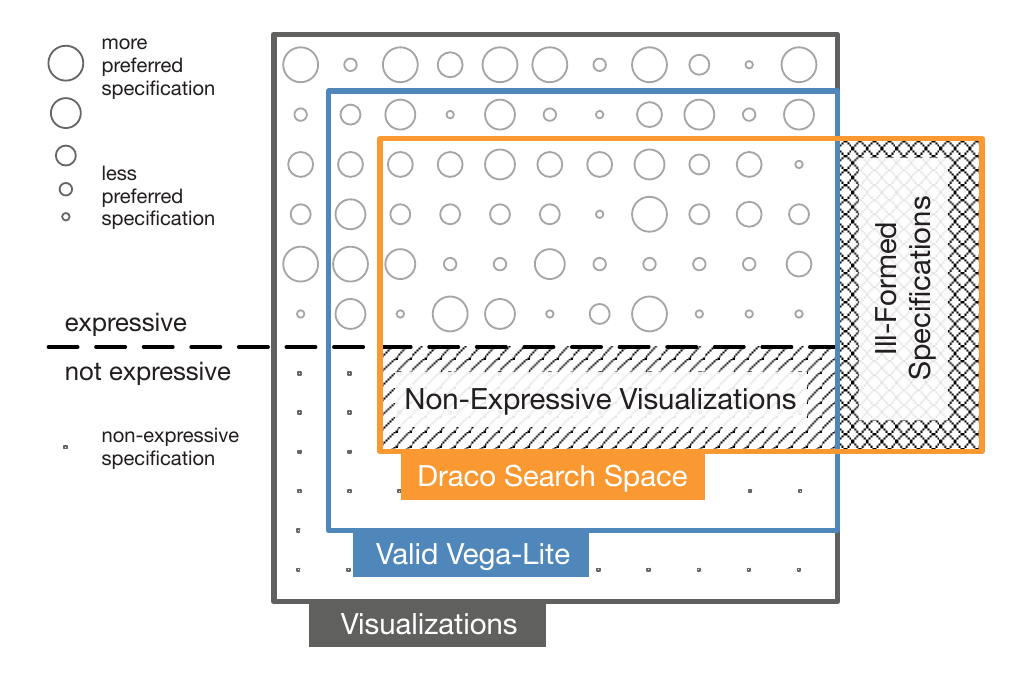 more
preferred
specification
less
preferred
specification
expressive
not expressive
non-expressive
specification
Ill-Formed
Specifications
Non-Expressive Visualizations
Draco Search Space
Valid Vega-Lite
Visualizations